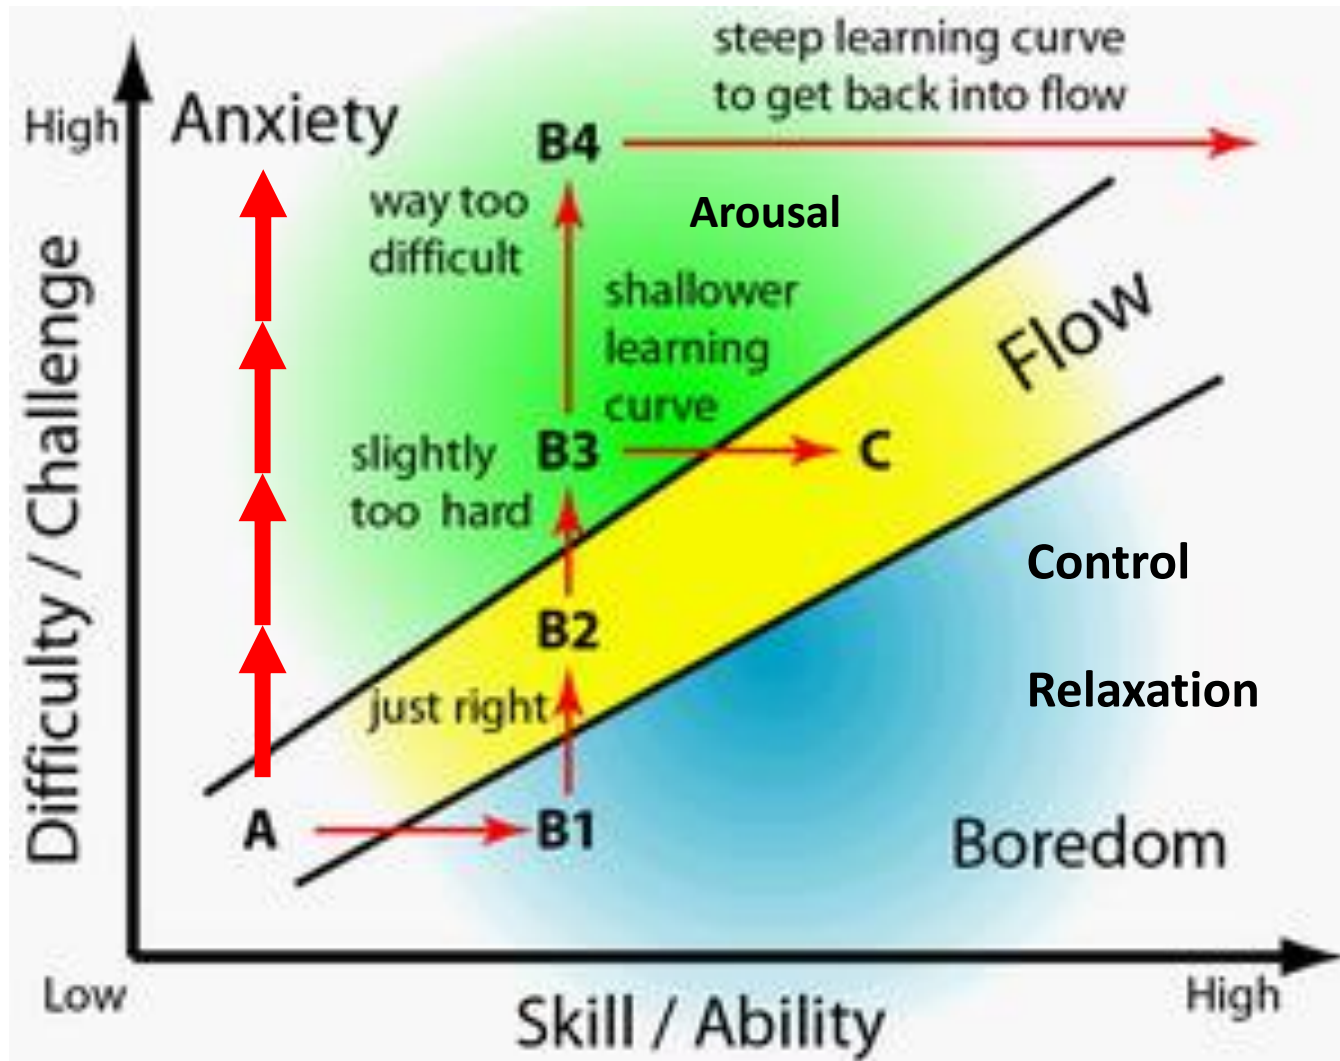 steep learning curve
to get back into flow
High
Anxiety
B4
way too
difficult
Arousal
shallower
learning
curve
Flow
slightly
too hard
B3
C
Control
B2
Relaxation
just right
A
B1
Boredom
Difficulty / Challenge
Low
High
Skill / Ability